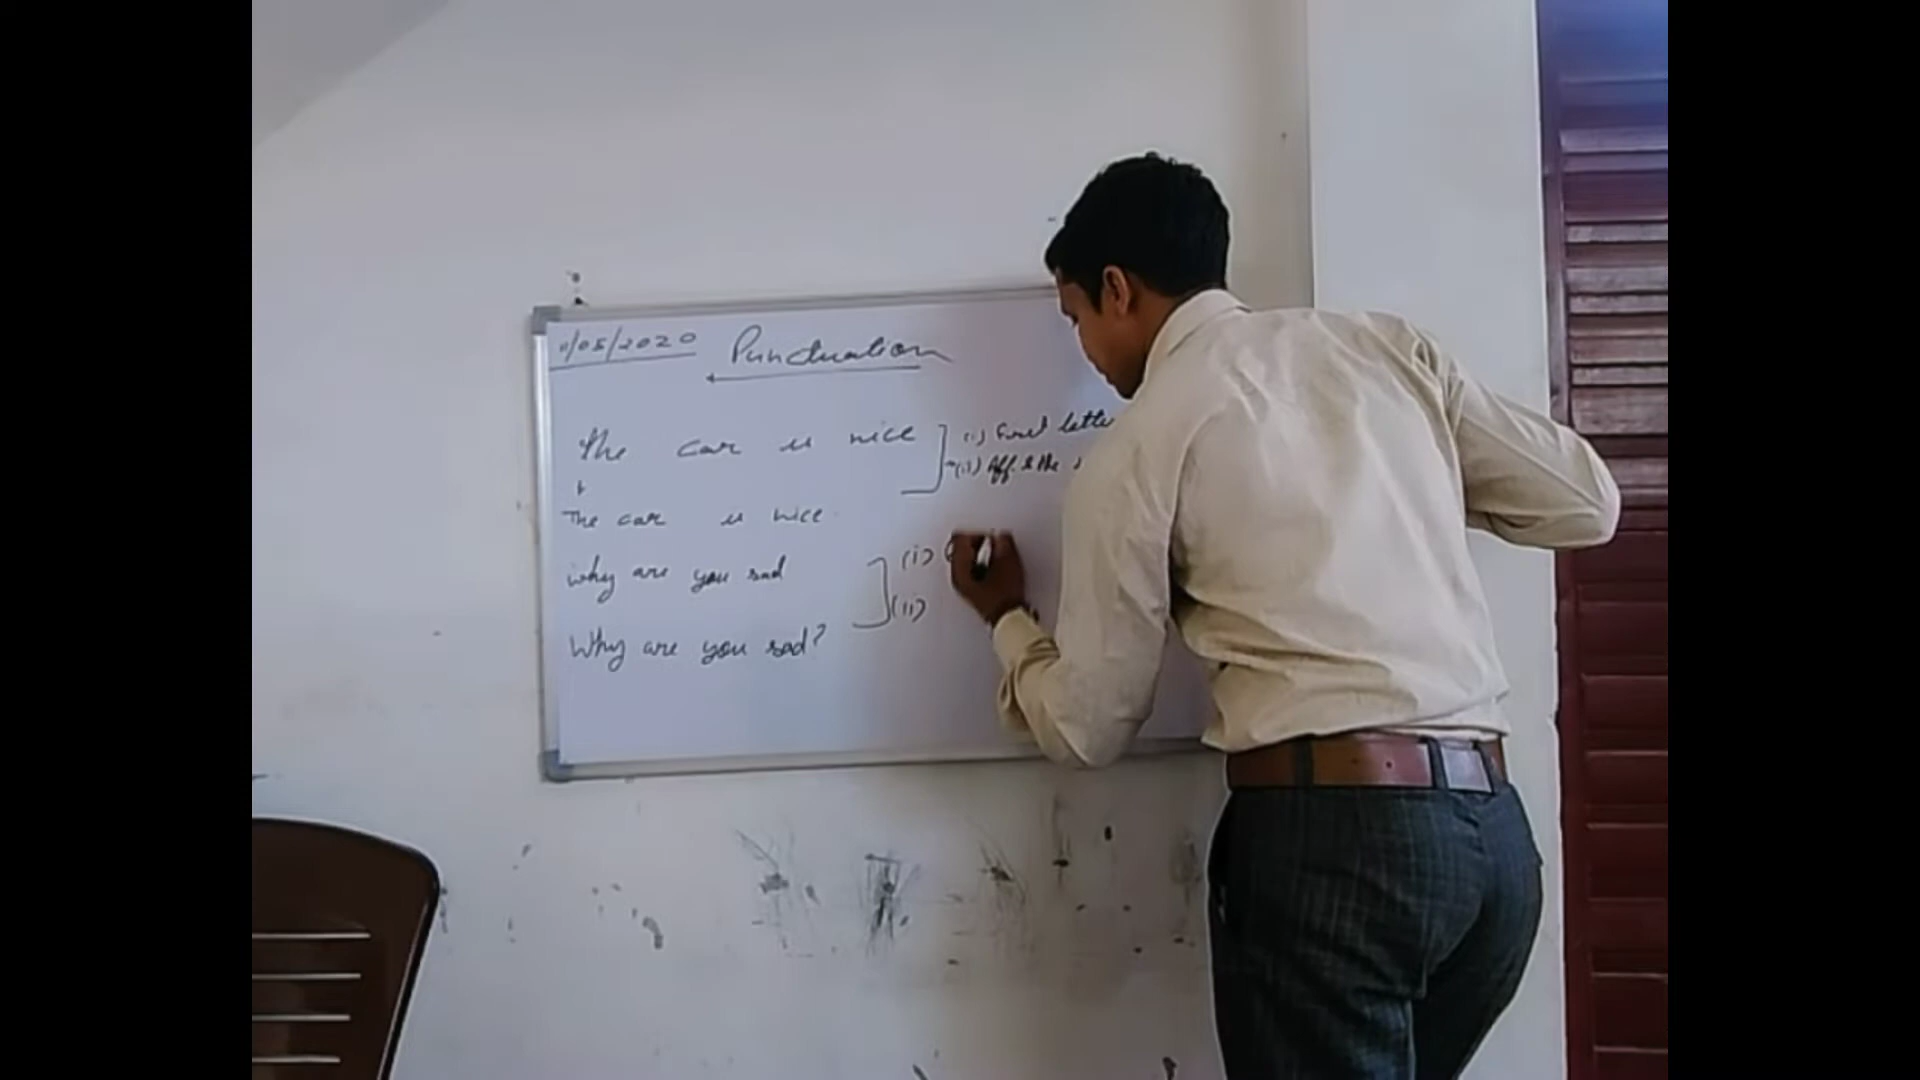 11/05/2020 Punctuation
the car is nice
(i) First letter
(ii) Aff & the
The car is nice
why are you sad
(i)
(ii)
Why are you sad?